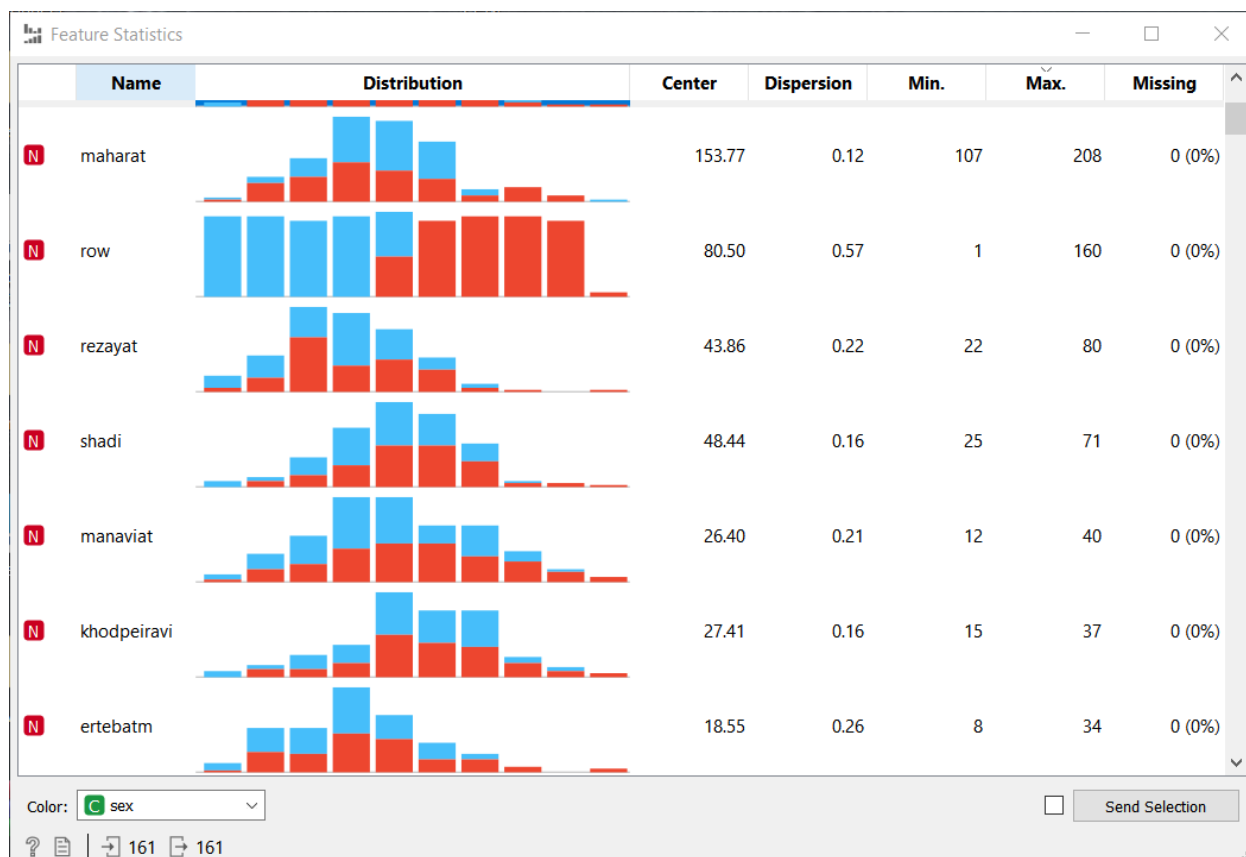 Feature Statistics
Name Distribution Center Dispersion Min. Max. Missing
N maharat 153.77 0.12 107 208 0 (0%)
N row 80.50 0.57 1 160 0 (0%)
N rezayat 43.86 0.22 22 80 0 (0%)
N shadi 48.44 0.16 25 71 0 (0%)
N manaviat 26.40 0.21 12 40 0 (0%)
N khodpeiravi 27.41 0.16 15 37 0 (0%)
N ertebatm 18.55 0.26 8 34 0 (0%)
Color: C sex Send Selection
? 161 161